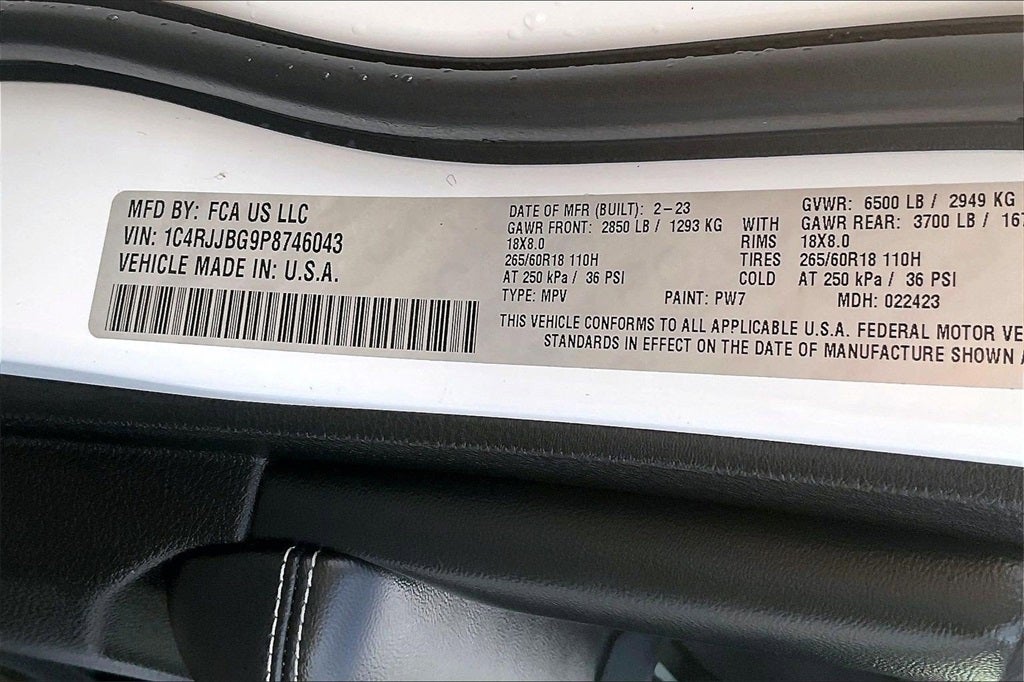 MFD BY: FCA US LLC
VIN: 1C4RJJBG9P8746043
VEHICLE MADE IN: U.S.A.
DATE OF MFR (BUILT): 2-23 GVWR: 6500 LB / 2949 KG
GAWR FRONT: 2850 LB / 1293 KG WITH GAWR REAR: 3700 LB /
18X8.0 RIMS 18X8.0
265/60R18 110H TIRES 265/60R18 110H
AT 250 kPa / 36 PSI COLD AT 250 kPa / 36 PSI
TYPE: MPV PAINT: PW7 MDH: 022423
THIS VEHICLE CONFORMS TO ALL APPLICABLE U.S.A. FEDERAL MOTOR VE
STANDARDS IN EFFECT ON THE DATE OF MANUFACTURE SHOWN A